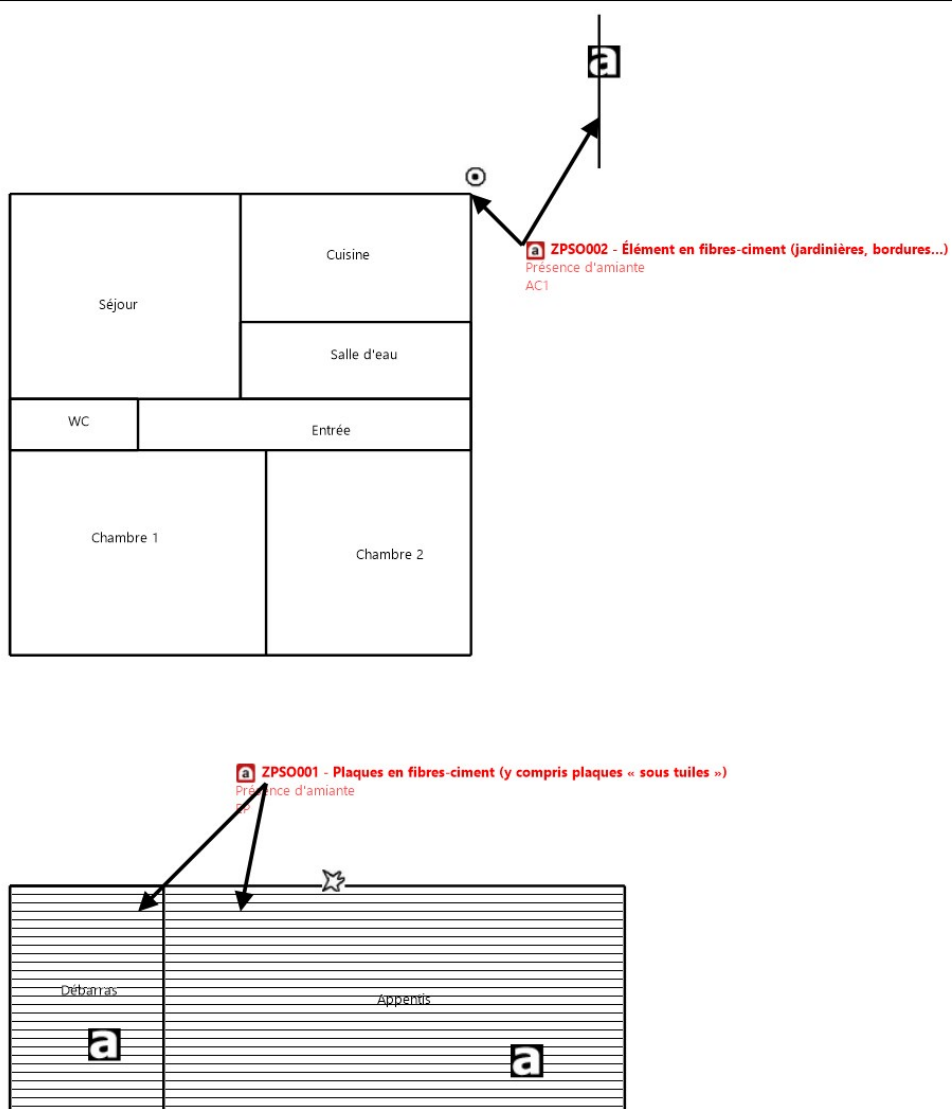 a
a ZPSO002 - Élément en fibres-ciment (jardinières, bordures...)
Présence d'amiante
AC1
Cuisine
Séjour
Salle d'eau
WC
Entrée
Chambre 1
Chambre 2
a ZPSO001 - Plaques en fibres-ciment (y compris plaques « sous tuiles »)
Présence d'amiante
EP
Débarras
Appentis
a
a